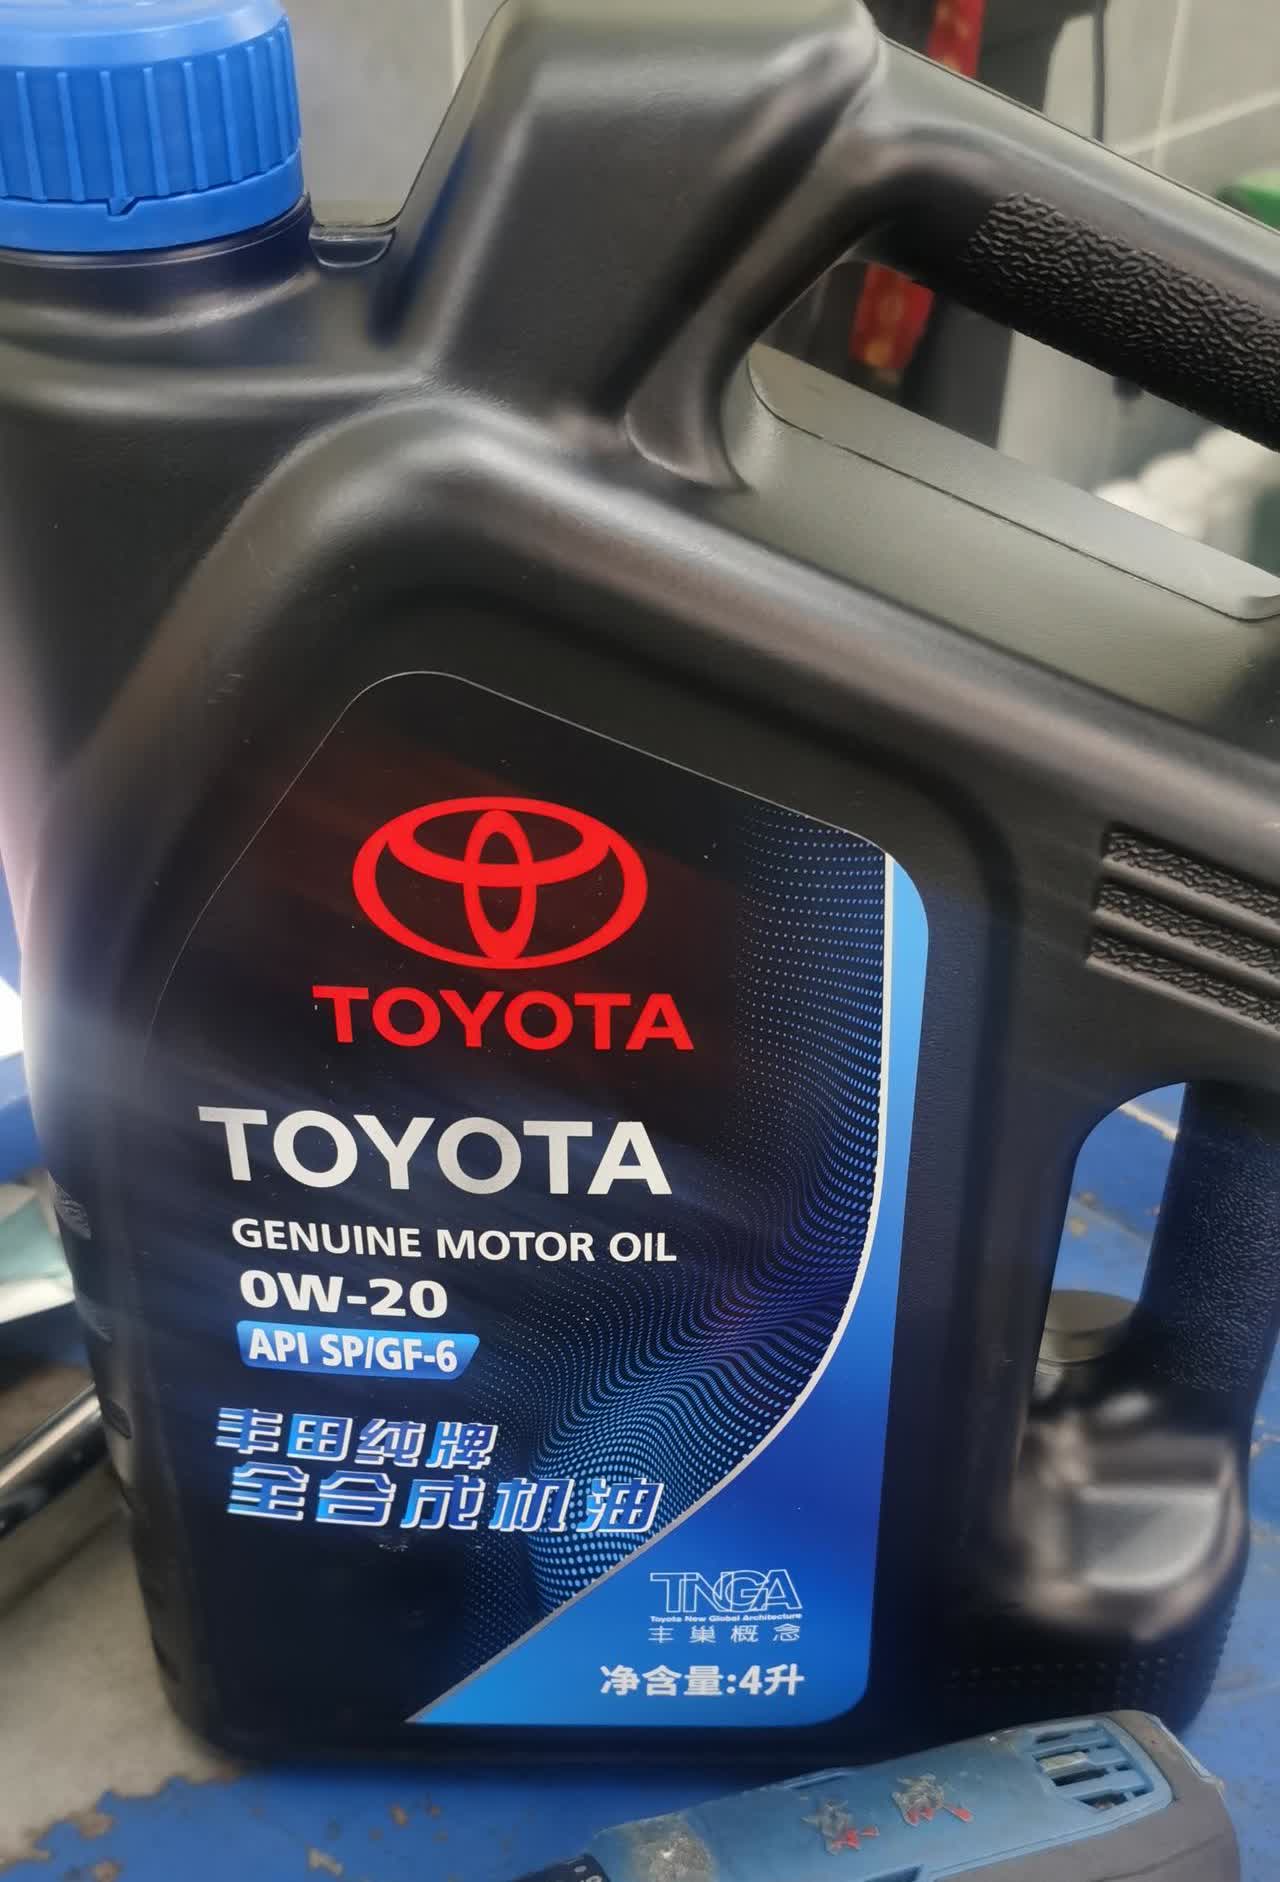 TOYOTA
TOYOTA
GENUINE MOTOR OIL
0W-20
API SP/GF-6
丰田纯牌
全合成机油
TNGA
Toyota New Global Architecture
丰巢概念
净含量:4升